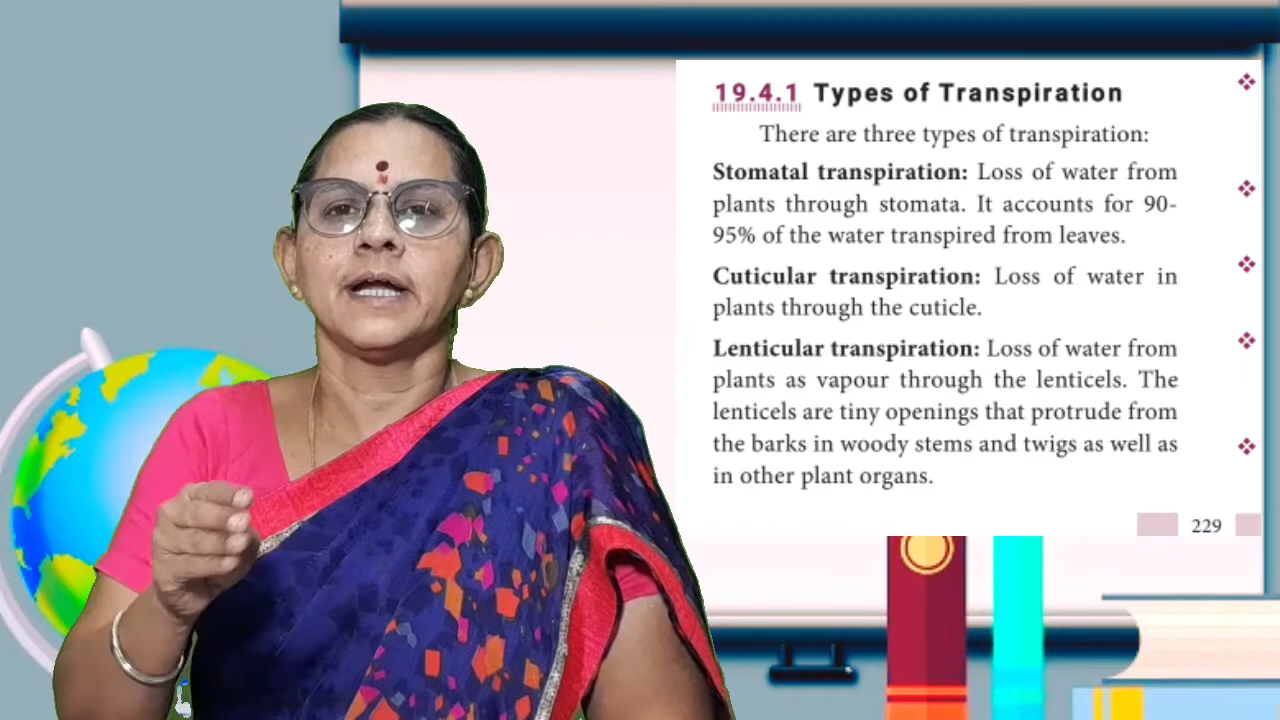 19.4.1 Types of Transpiration
There are three types of transpiration:
Stomatal transpiration: Loss of water from
plants through stomata. It accounts for 90-
95% of the water transpired from leaves.
Cuticular transpiration: Loss of water in
plants through the cuticle.
Lenticular transpiration: Loss of water from
plants as vapour through the lenticels. The
lenticels are tiny openings that protrude from
the barks in woody stems and twigs as well as
in other plant organs.
229